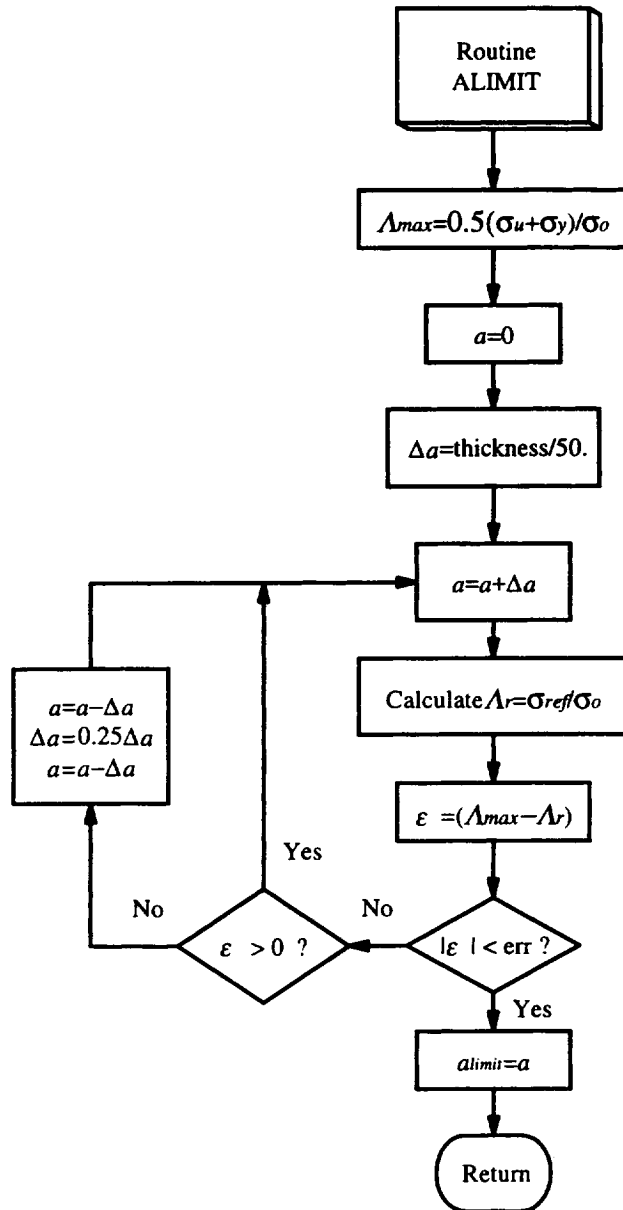 Routine
ALIMIT
Λmax=0.5(σu+σy)/σo
a=0
Δa=thickness/50.
a=a+Δa
Calculate Λr=σref/σo
ε =(Λmax−Λr)
|ε | < err ?
Yes
No
ε > 0 ?
Yes
No
a=a−Δa
Δa=0.25Δa
a=a−Δa
alimit=a
Return